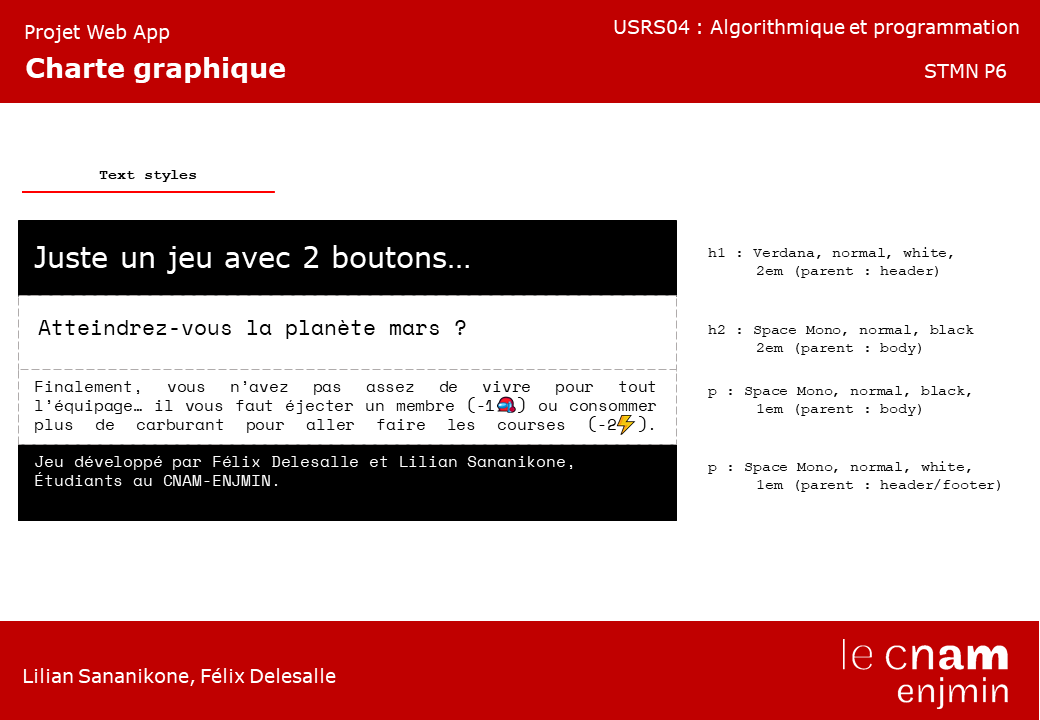 Projet Web App
USRS04 : Algorithmique et programmation
Charte graphique
STMN P6
Text styles
Juste un jeu avec 2 boutons…
h1 : Verdana, normal, white,
2em (parent : header)
Atteindrez-vous la planète mars ?
h2 : Space Mono, normal, black
2em (parent : body)
Finalement, vous n'avez pas assez de vivre pour tout
l'équipage… il vous faut éjecter un membre (-1) ou consommer
plus de carburant pour aller faire les courses (-2⚡).
p : Space Mono, normal, black,
1em (parent : body)
Jeu développé par Félix Delesalle et Lilian Sananikone,
Étudiants au CNAM-ENJMIN.
p : Space Mono, normal, white,
1em (parent : header/footer)
Lilian Sananikone, Félix Delesalle
le cnam
enjmin